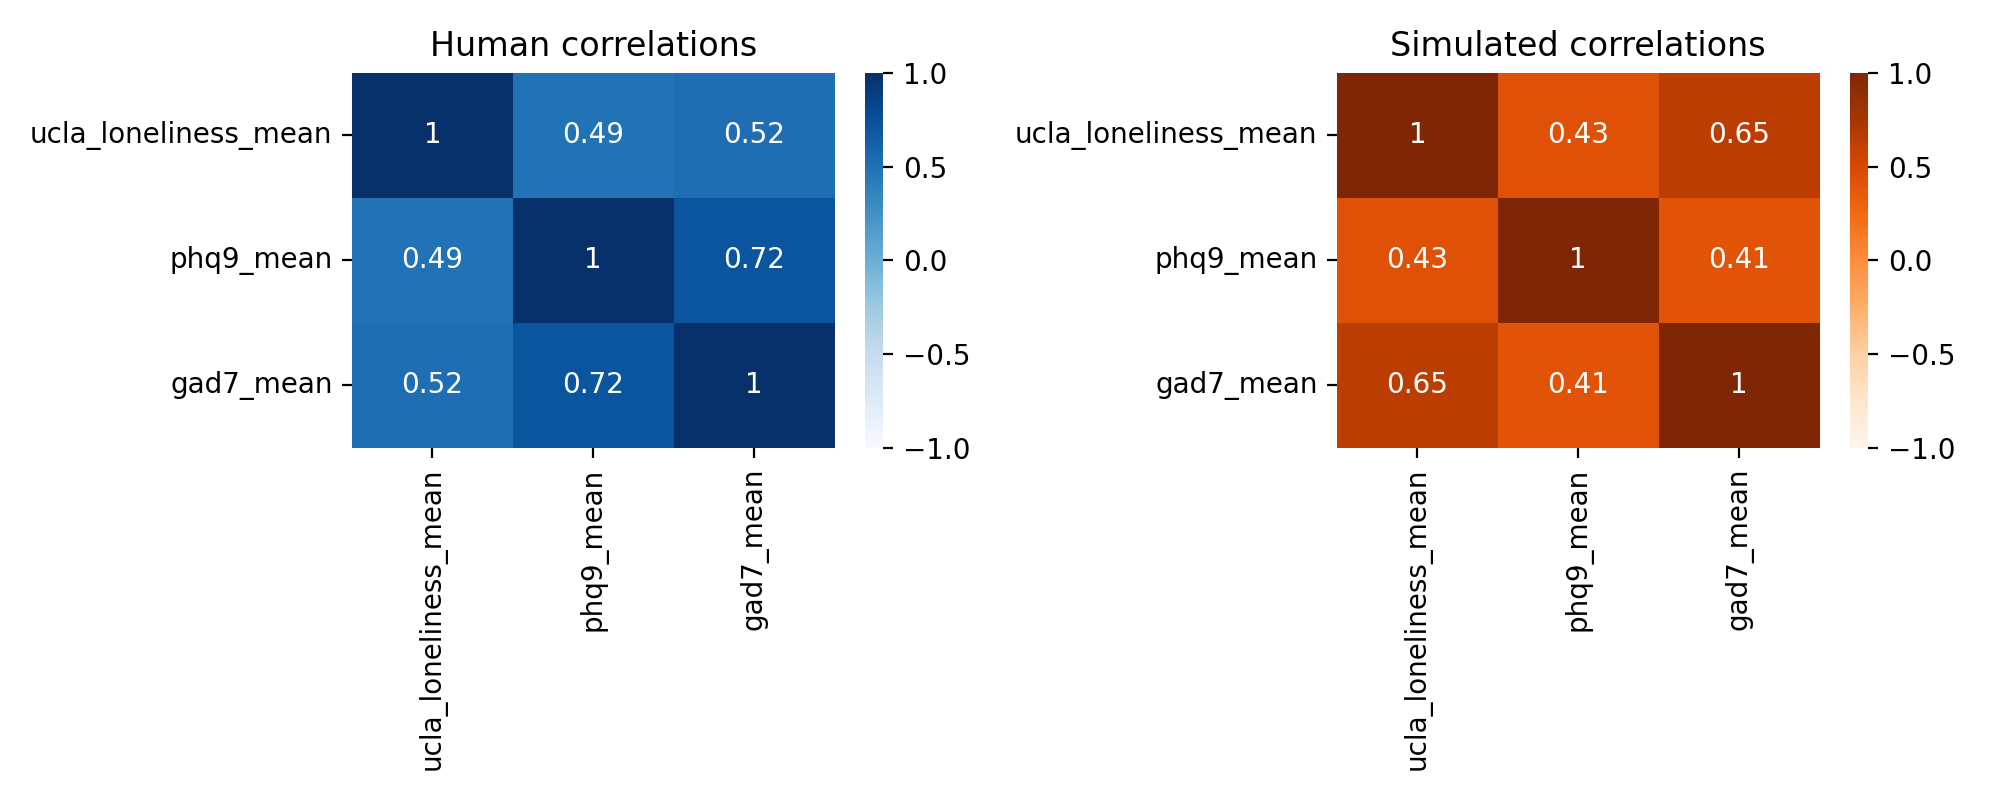 Human correlations
ucla_loneliness_mean 1 0.49 0.52
phq9_mean 0.49 1 0.72
gad7_mean 0.52 0.72 1
ucla_loneliness_mean
phq9_mean
gad7_mean
1.0
0.5
0.0
−0.5
−1.0
Simulated correlations
ucla_loneliness_mean 1 0.43 0.65
phq9_mean 0.43 1 0.41
gad7_mean 0.65 0.41 1
ucla_loneliness_mean
phq9_mean
gad7_mean
1.0
0.5
0.0
−0.5
−1.0